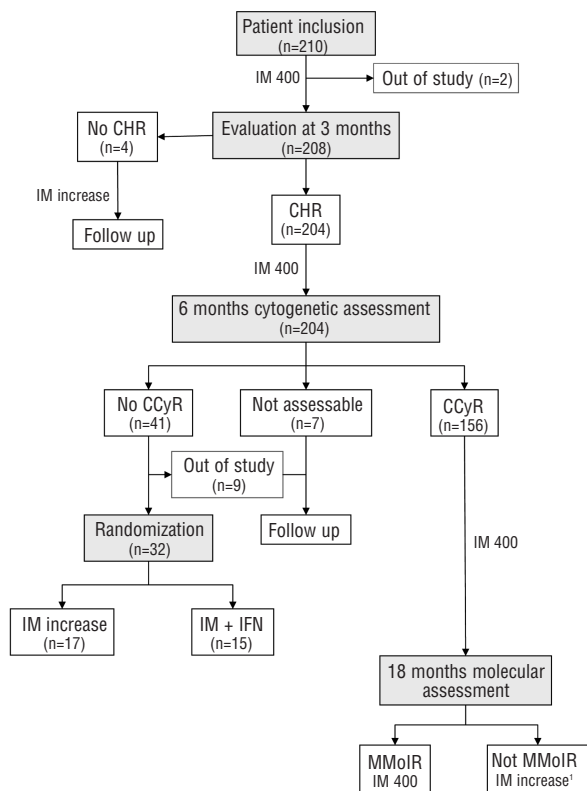 Patient inclusion
(n=210)
IM 400
Out of study (n=2)
No CHR
(n=4)
Evaluation at 3 months
(n=208)
IM increase
CHR
(n=204)
Follow up
IM 400
6 months cytogenetic assessment
(n=204)
No CCyR
(n=41)
Not assessable
(n=7)
CCyR
(n=156)
Out of study
(n=9)
Randomization
(n=32)
Follow up
IM 400
IM increase
(n=17)
IM + IFN
(n=15)
18 months molecular
assessment
MMolR
IM 400
Not MMolR
IM increase¹